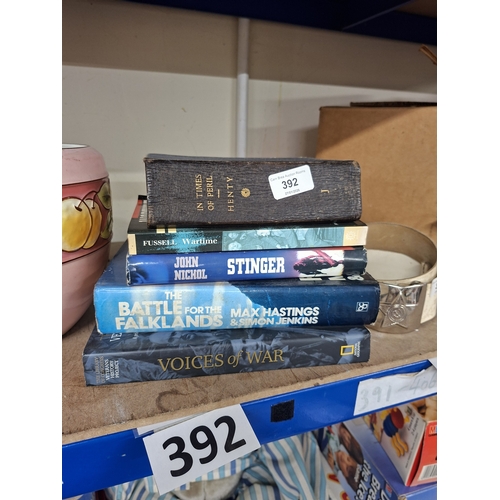 IN TIMES
OF PERIL
HENTY
392
J
FUSSELL Wartime
JOHN
NICHOL
STINGER
THE
BATTLE FOR THE
FALKLANDS
MAX HASTINGS
& SIMON JENKINS
VOICES of WAR
392